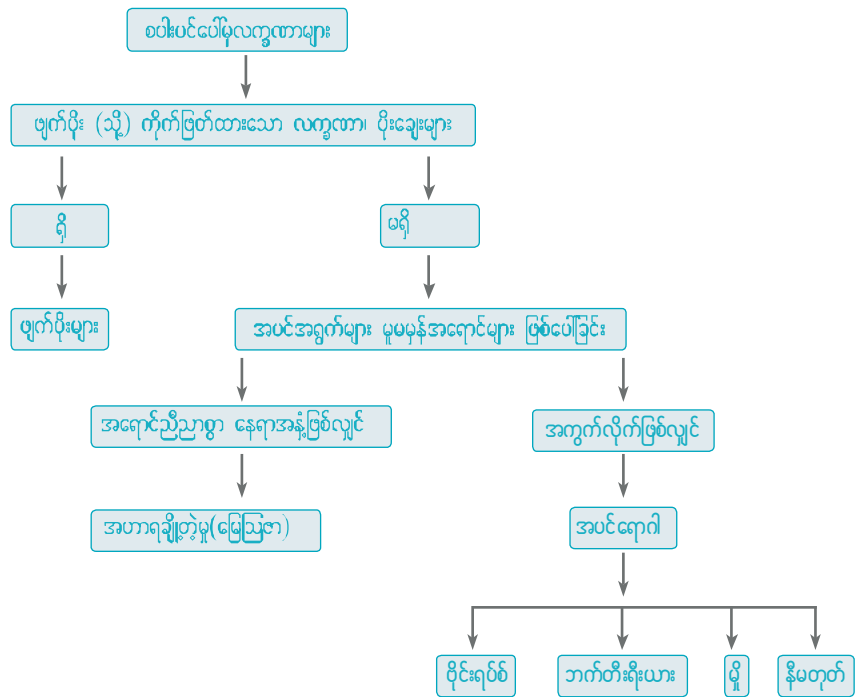 စပါးပင်ပေါ်မှလက္ခဏာများ
ဖျက်ပိုး (သို့) ကိုက်ဖြတ်ထားသော လက္ခဏာ၊ ပိုးချေးများ
ရှိ
မရှိ
ဖျက်ပိုးများ
အပင်အရွက်များ ပုံမမှန်အရောင်များ ဖြစ်ပေါ်ခြင်း
အရောင်ညီညာစွာ နေရာအနှံ့ဖြစ်လျှင်
အကွက်လိုက်ဖြစ်လျှင်
အဟာရချို့တဲ့မှု(မြေဩဇာ)
အပင်ရောဂါ
ဗိုင်းရပ်စ်
ဘက်တီးရီးယား
မှို
နီမတုတ်